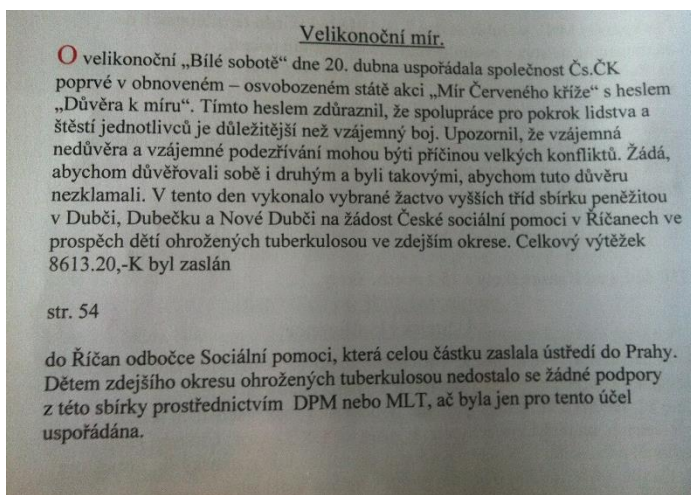 Velikonoční mír.
O velikonoční „Bílé sobotě“ dne 20. dubna uspořádala společnost Čs.ČK
poprvé v obnoveném – osvobozeném státě akci „Mír Červeného kříže“ s heslem
„Důvěra k míru“. Tímto heslem zdůraznil, že spolupráce pro pokrok lidstva a
štěstí jednotlivců je důležitější než vzájemný boj. Upozornil, že vzájemná
nedůvěra a vzájemné podezřívání mohou býti příčinou velkých konfliktů. Žádá,
abychom důvěřovali sobě i druhým a byli takovými, abychom tuto důvěru
nezklamali. V tento den vykonalo vybrané žactvo vyšších tříd sbírku peněžitou
v Dubči, Dubečku a Nové Dubči na žádost České sociální pomoci v Říčanech ve
prospěch dětí ohrožených tuberkulosou ve zdejším okrese. Celkový výtěžek
8613.20,-K byl zaslán
str. 54
do Říčan odbočce Sociální pomoci, která celou částku zaslala ústředí do Prahy.
Dětem zdejšího okresu ohrožených tuberkulosou nedostalo se žádné podpory
z této sbírky prostřednictvím DPM nebo MLT, ač byla jen pro tento účel
uspořádána.